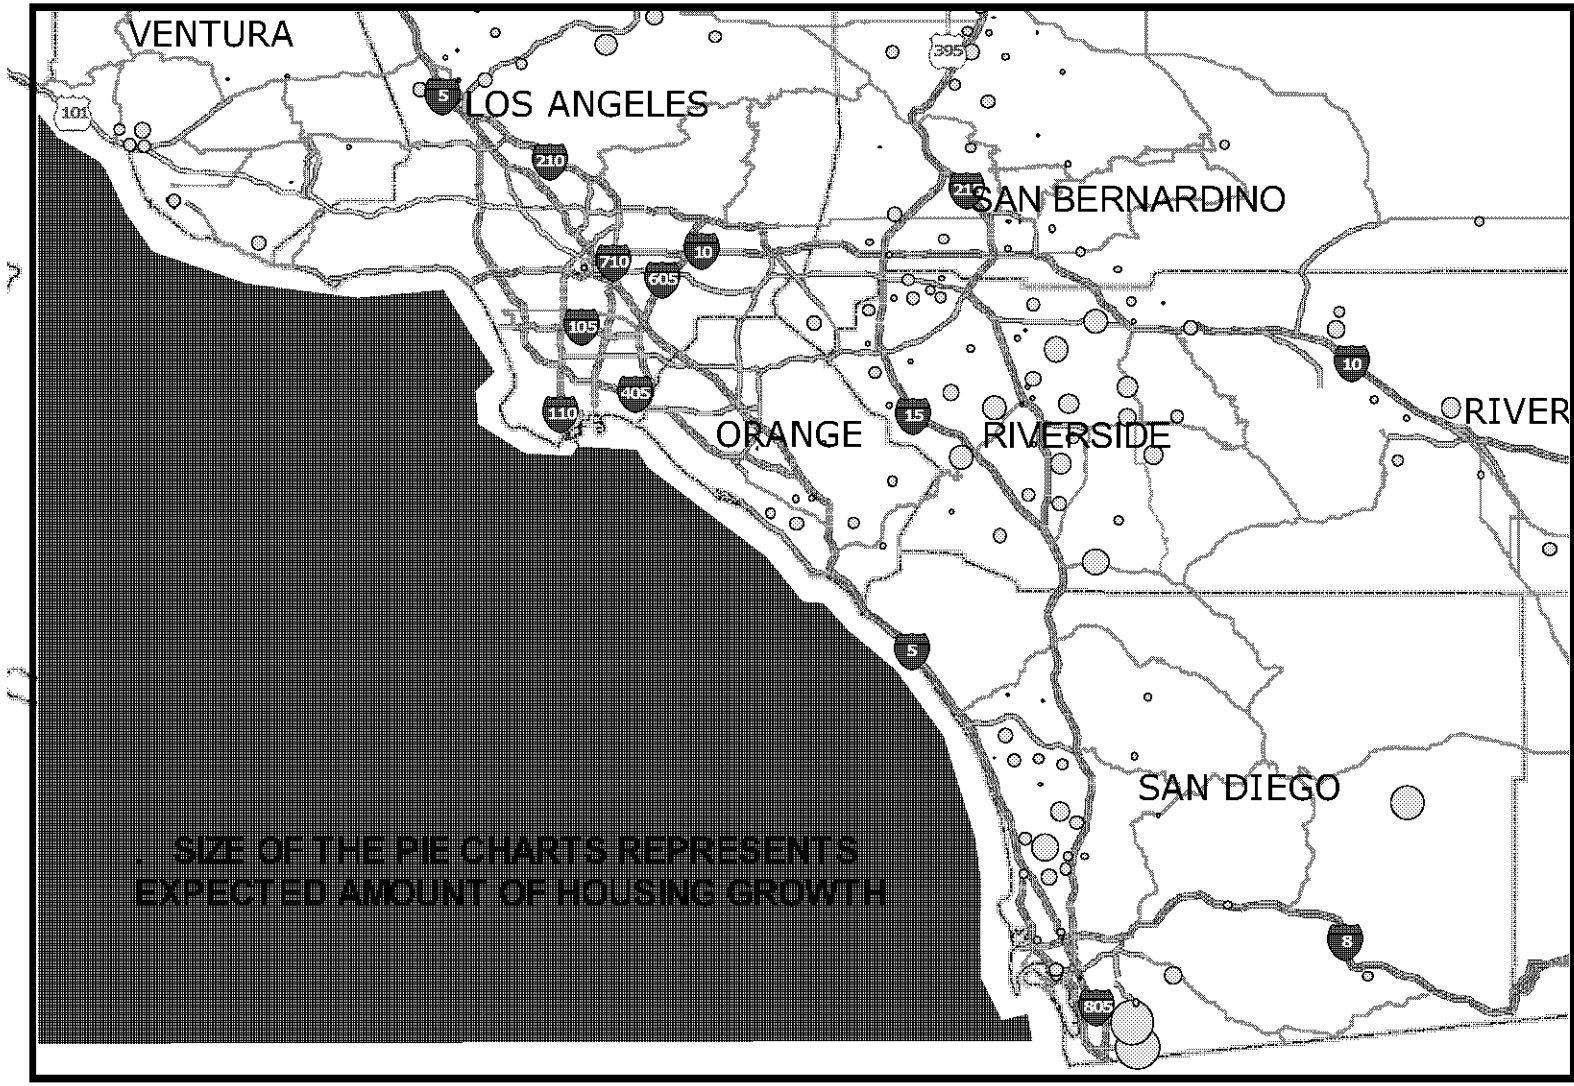 VENTURA
395
101
5
LOS ANGELES
210
215
SAN BERNARDINO
10
710
605
105
10
405
110
15
ORANGE
RIVERSIDE
RIVER
5
SAN DIEGO
. SIZE OF THE PIE CHARTS REPRESENTS
EXPECTED AMOUNT OF HOUSING GROWTH
8
805